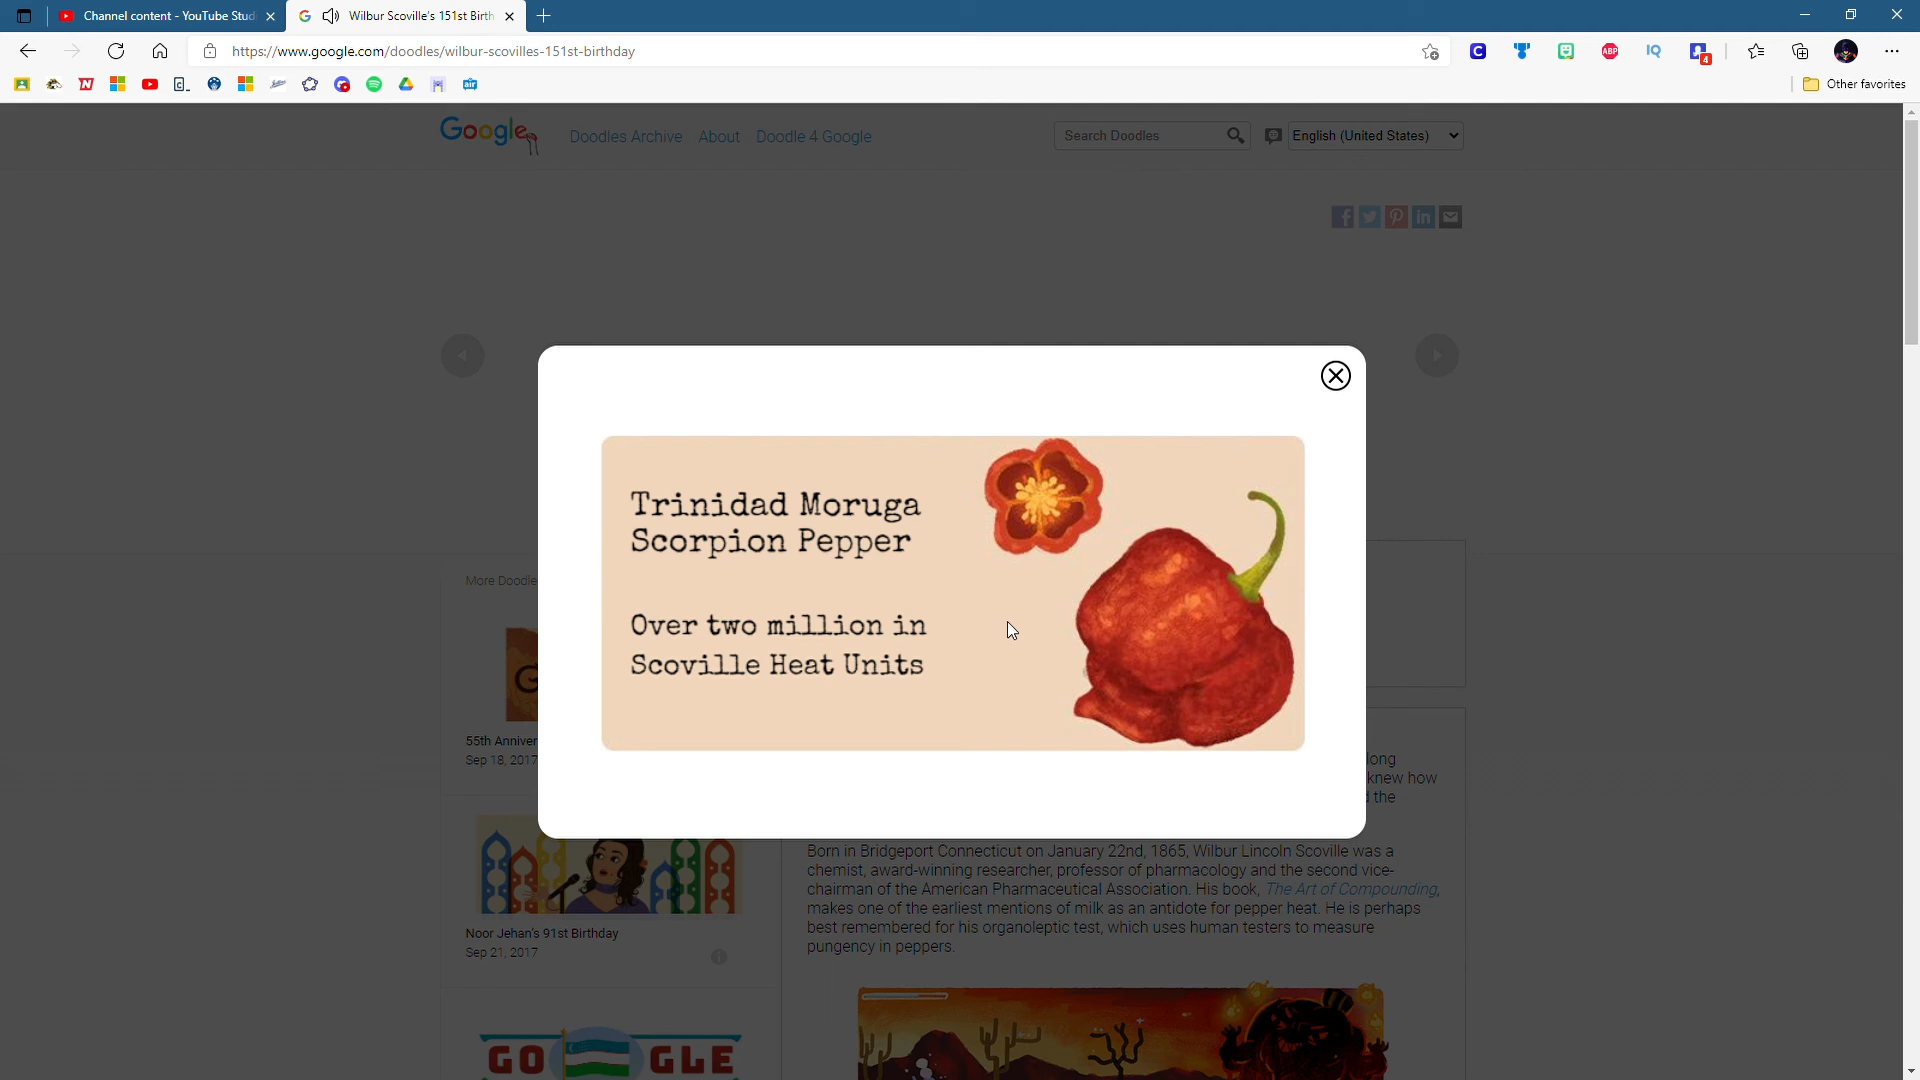 Channel content - YouTube Stud
Wilbur Scoville's 151st Birth
https://www.google.com/doodles/wilbur-scovilles-151st-birthday
ABP
IQ
4
air
Other favorites
Google
Doodles Archive
About
Doodle 4 Google
Search Doodles
English (United States)
Trinidad Moruga
Scorpion Pepper
Over two million in
Scoville Heat Units
More Doodle
55th Anniver
Sep 18, 2017
long
knew how
the
Born in Bridgeport Connecticut on January 22nd, 1865, Wilbur Lincoln Scoville was a
chemist, award-winning researcher, professor of pharmacology and the second vice-
chairman of the American Pharmaceutical Association. His book, The Art of Compounding,
makes one of the earliest mentions of milk as an antidote for pepper heat. He is perhaps
best remembered for his organoleptic test, which uses human testers to measure
pungency in peppers.
Noor Jehan's 91st Birthday
Sep 21, 2017
GO GLE